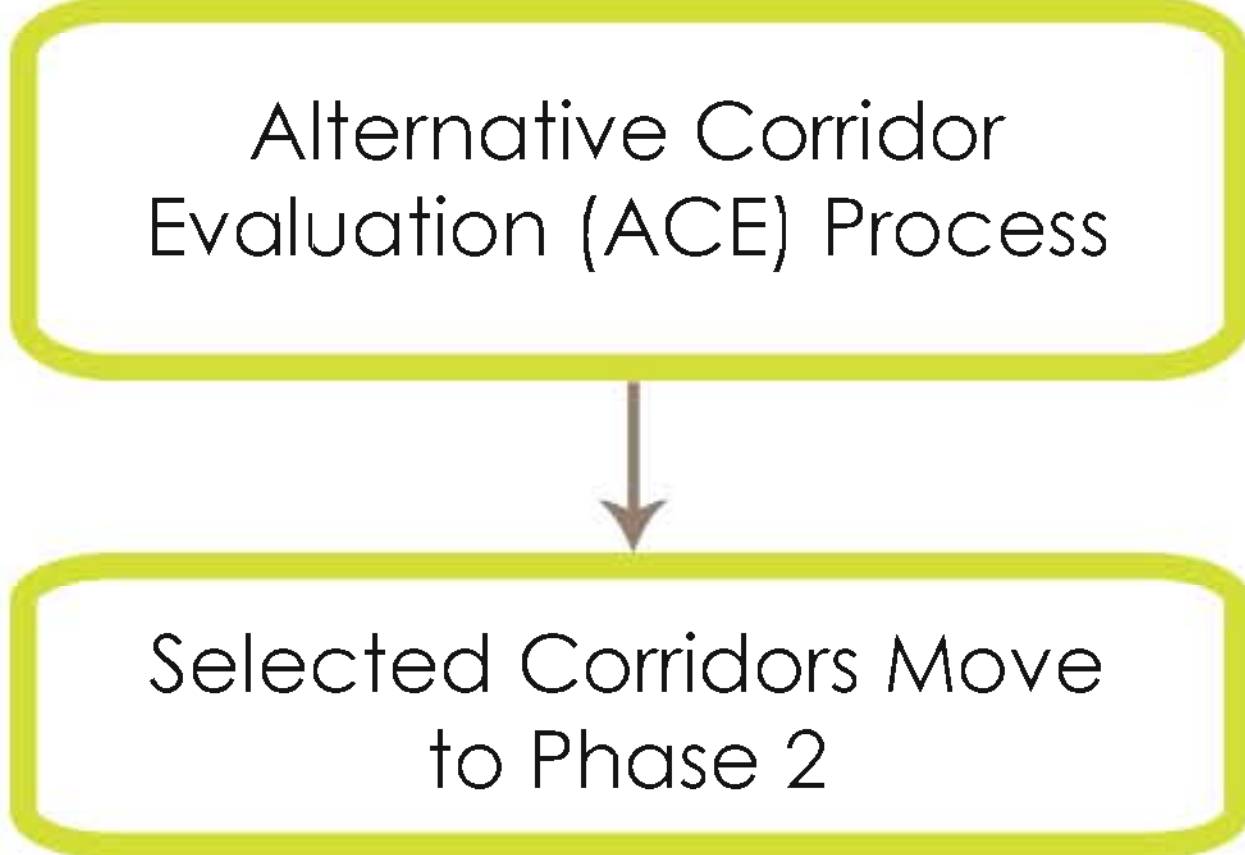 Alternative Corridor
Evaluation (ACE) Process
Selected Corridors Move
to Phase 2